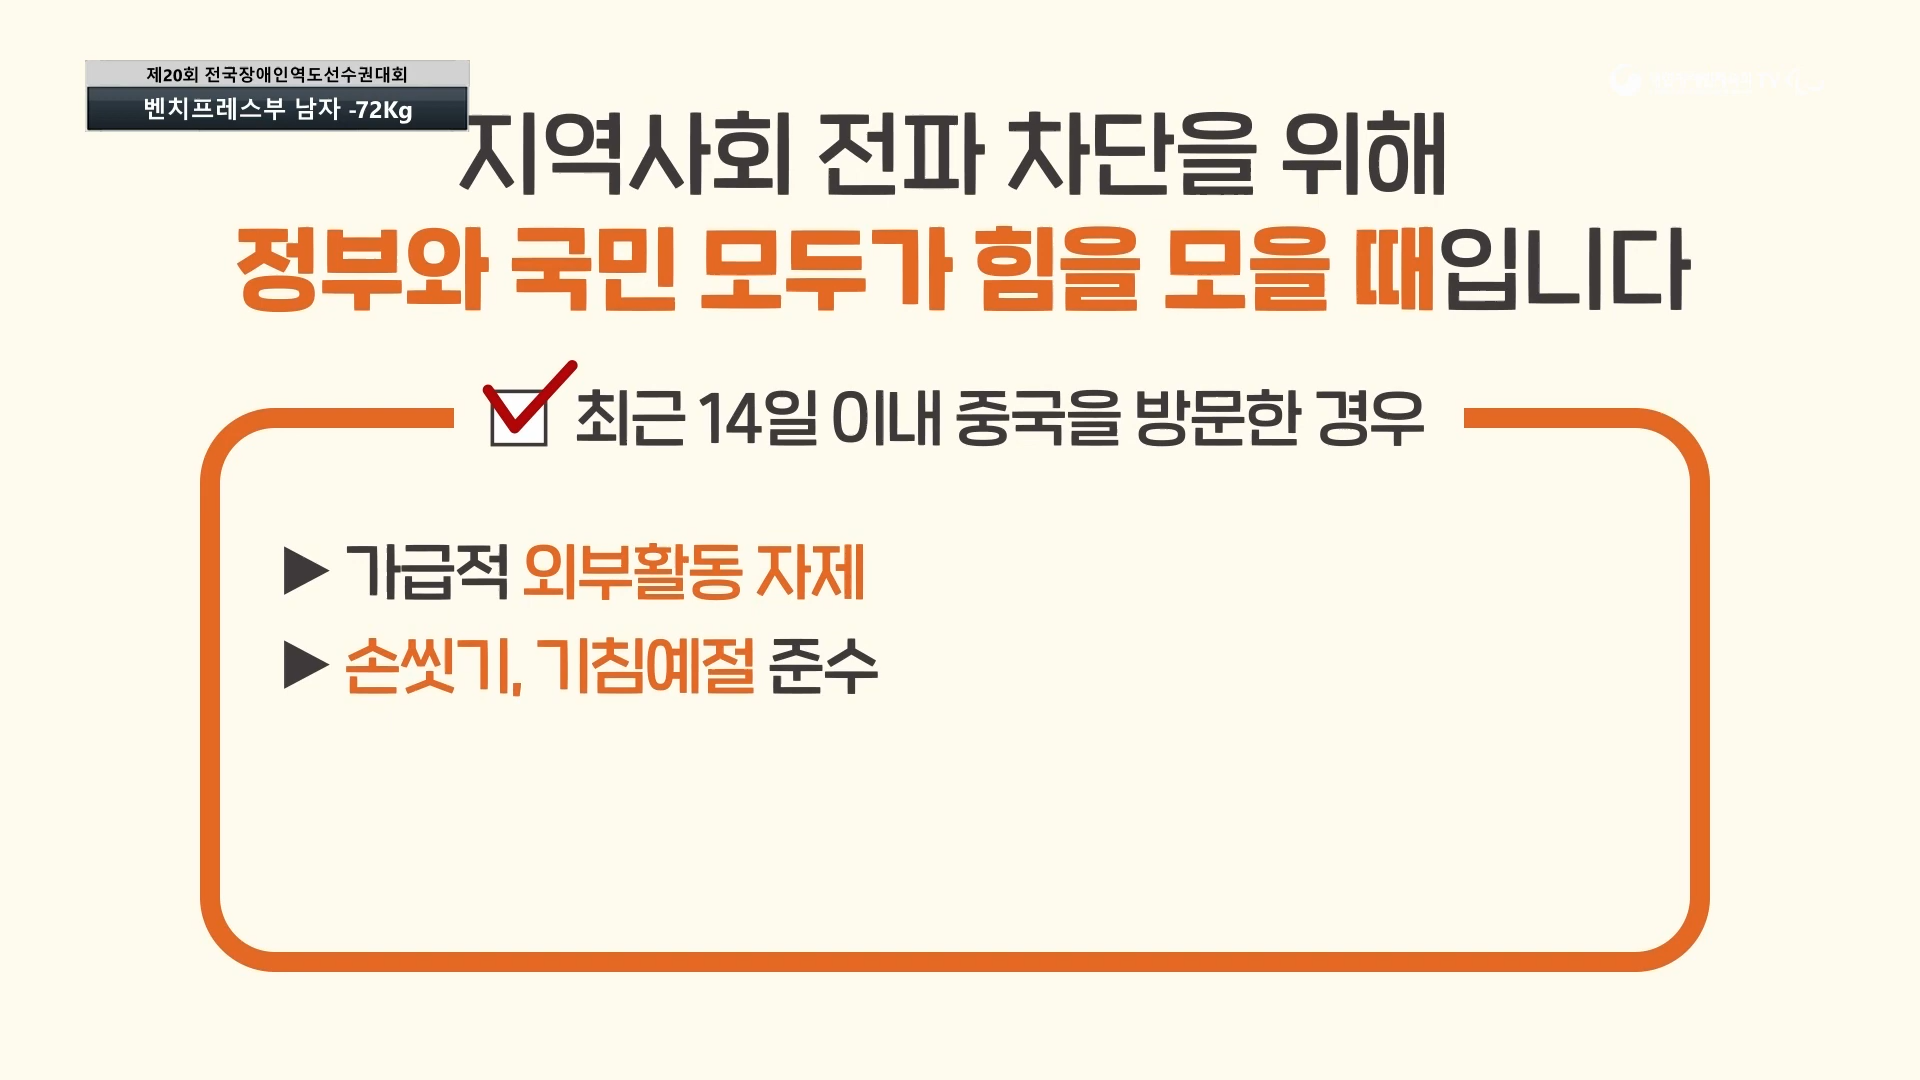 제20회 전국장애인역도선수권대회
벤치프레스부 남자 -72Kg
지역사회 전파 차단을 위해
정부와 국민 모두가 힘을 모을 때입니다
최근 14일 이내 중국을 방문한 경우
▶ 가급적 외부활동 자제
▶ 손씻기, 기침예절 준수